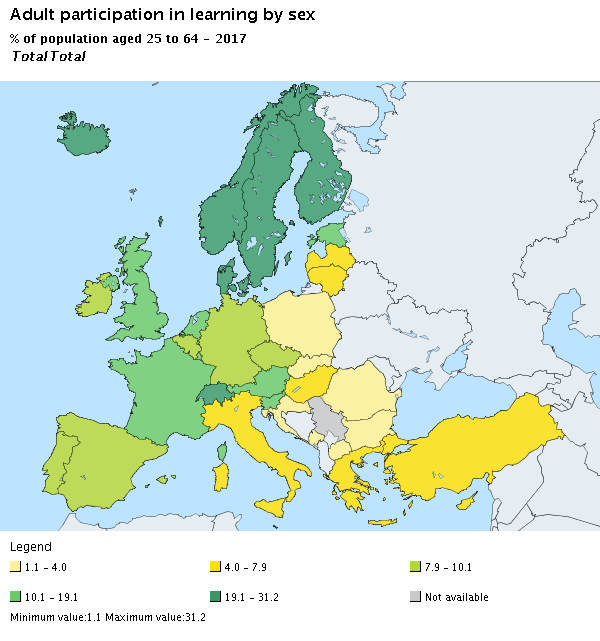 Adult participation in learning by sex
% of population aged 25 to 64 - 2017
Total Total
Legend
1.1 - 4.0
4.0 - 7.9
7.9 - 10.1
10.1 - 19.1
19.1 - 31.2
Not available
Minimum value:1.1 Maximum value:31.2